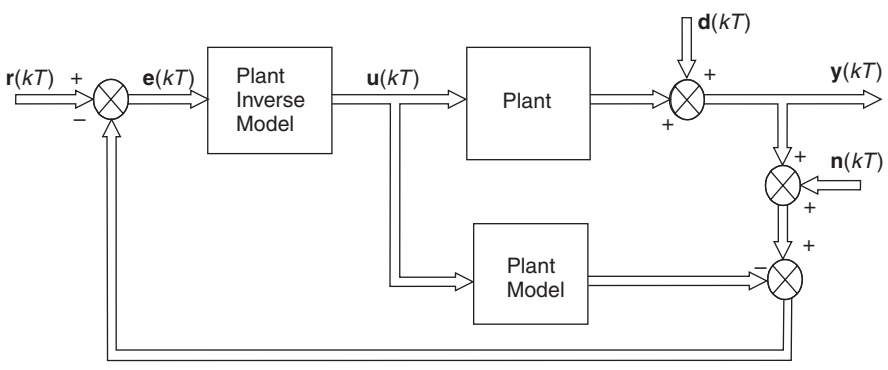 d(kT)
r(kT)
+
−
e(kT)
Plant
Inverse
Model
u(kT)
Plant
+
+
y(kT)
+
n(kT)
+
+
−
Plant
Model